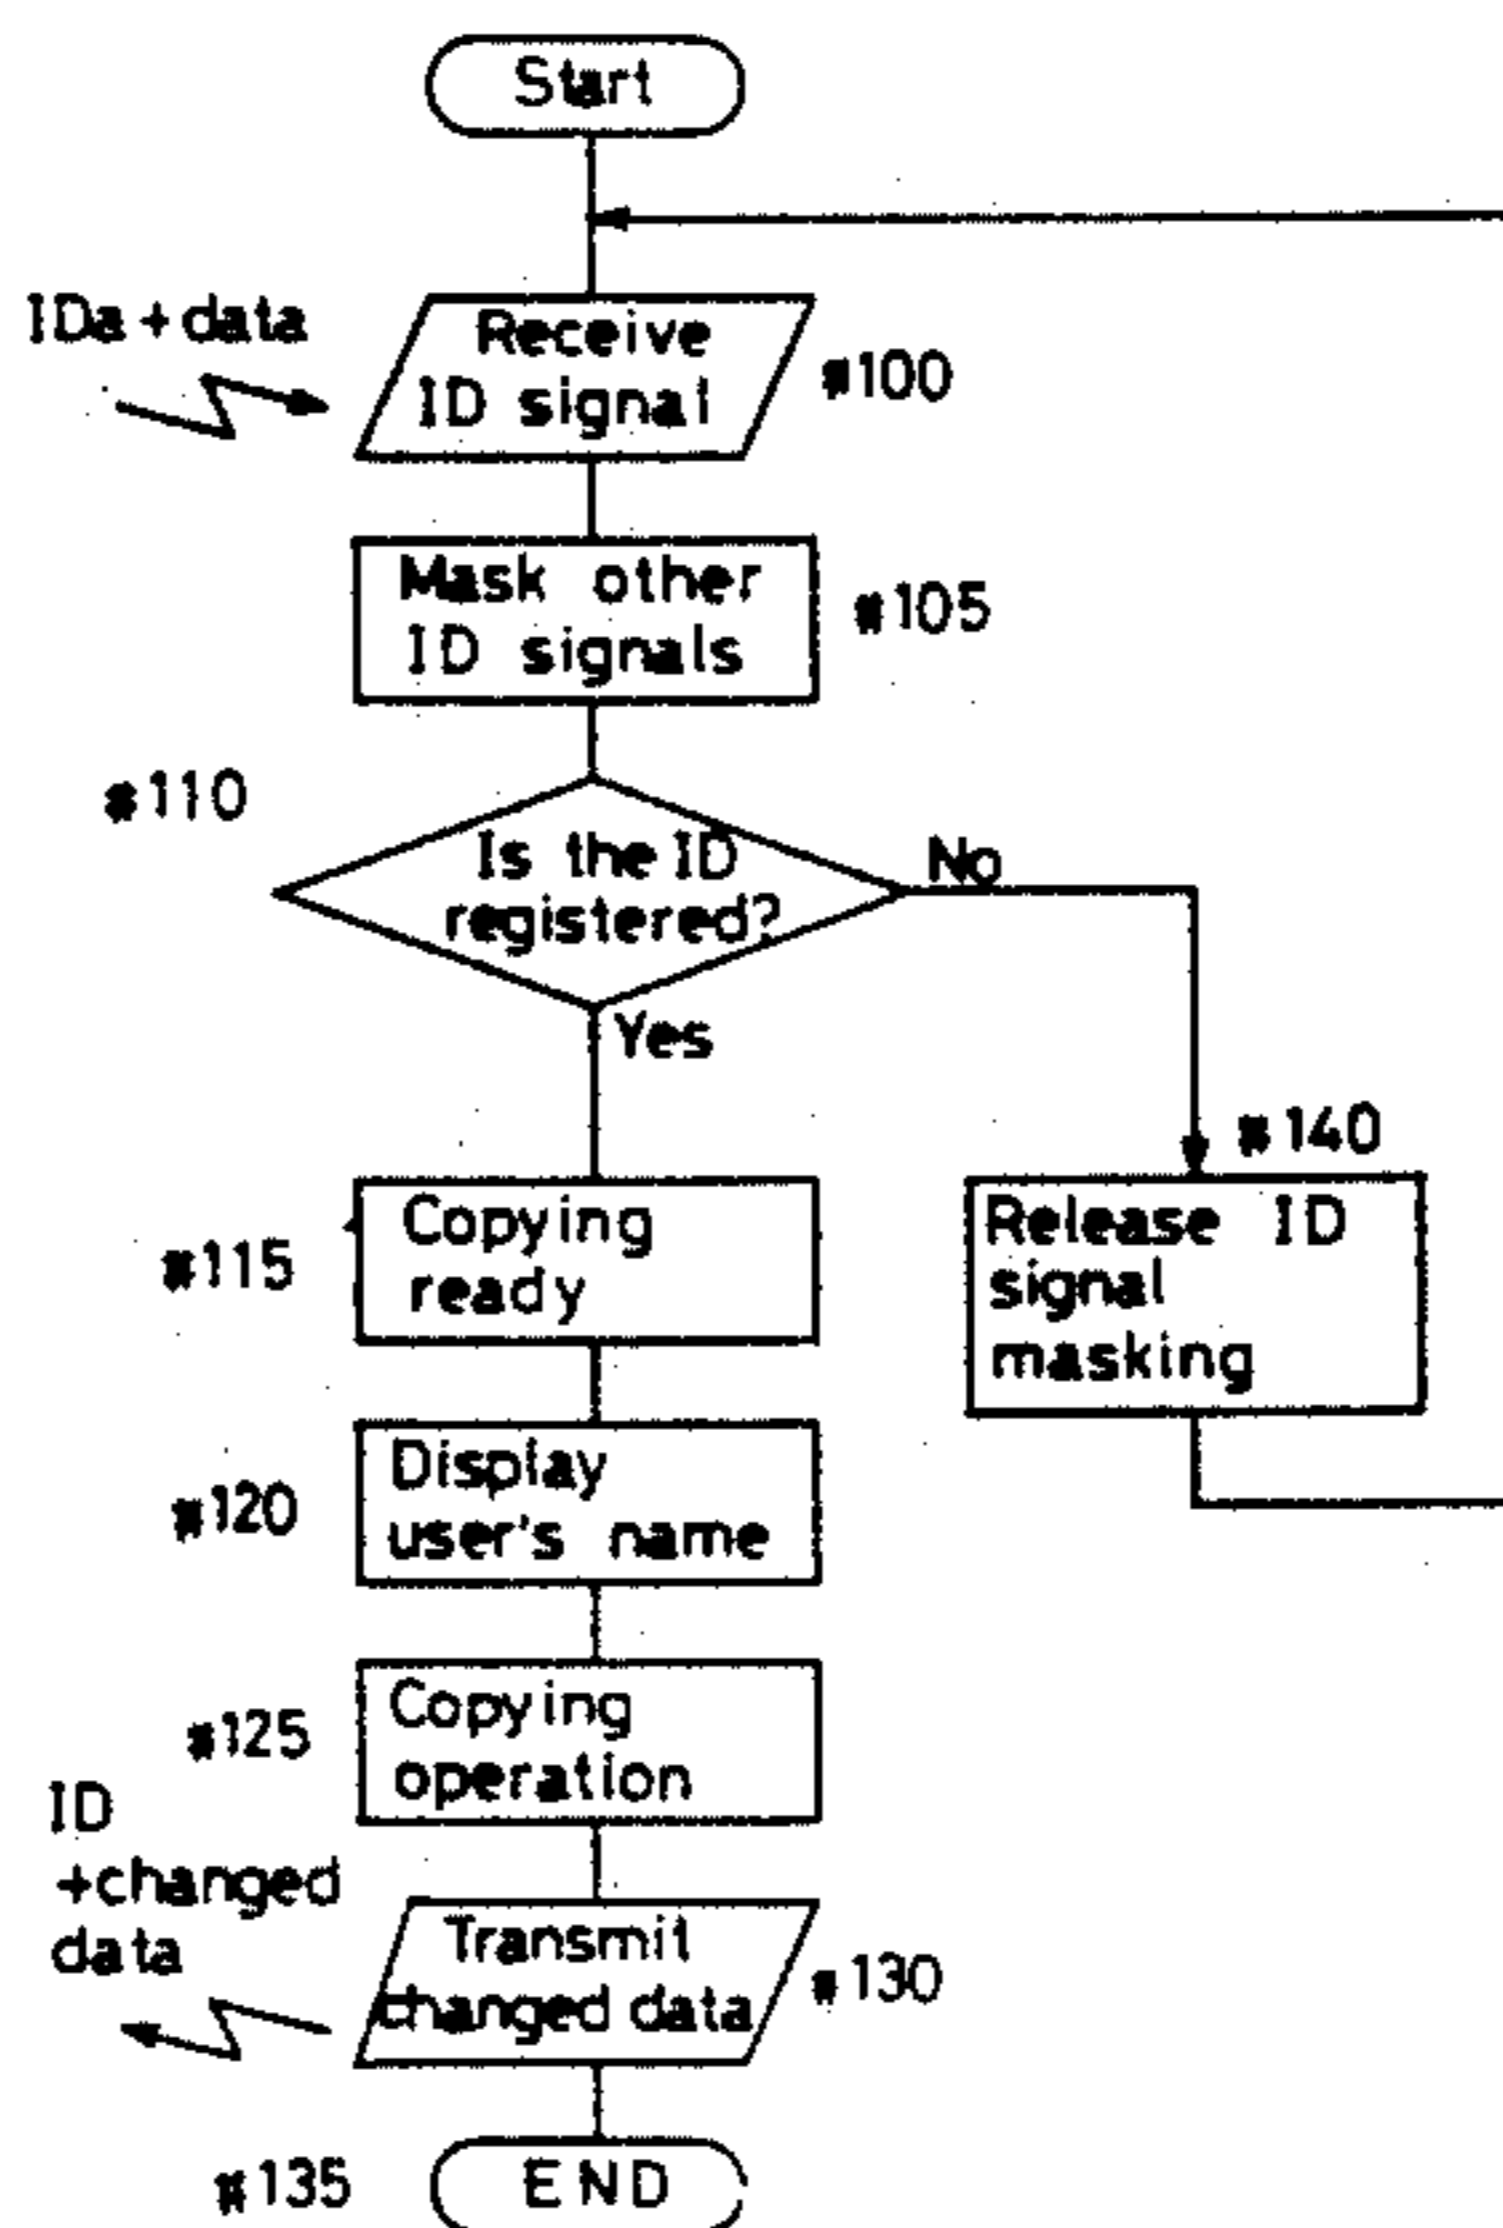 Start
IDa + data
Receive
ID signal
#100
Mask other
ID signals
#105
#110
Is the ID
registered?
No
Yes
#140
Copying
ready
#115
Release ID
signal
masking
Display
user's name
#120
Copying
operation
#125
ID
+changed
data
Transmit
changed data
#130
#135
END